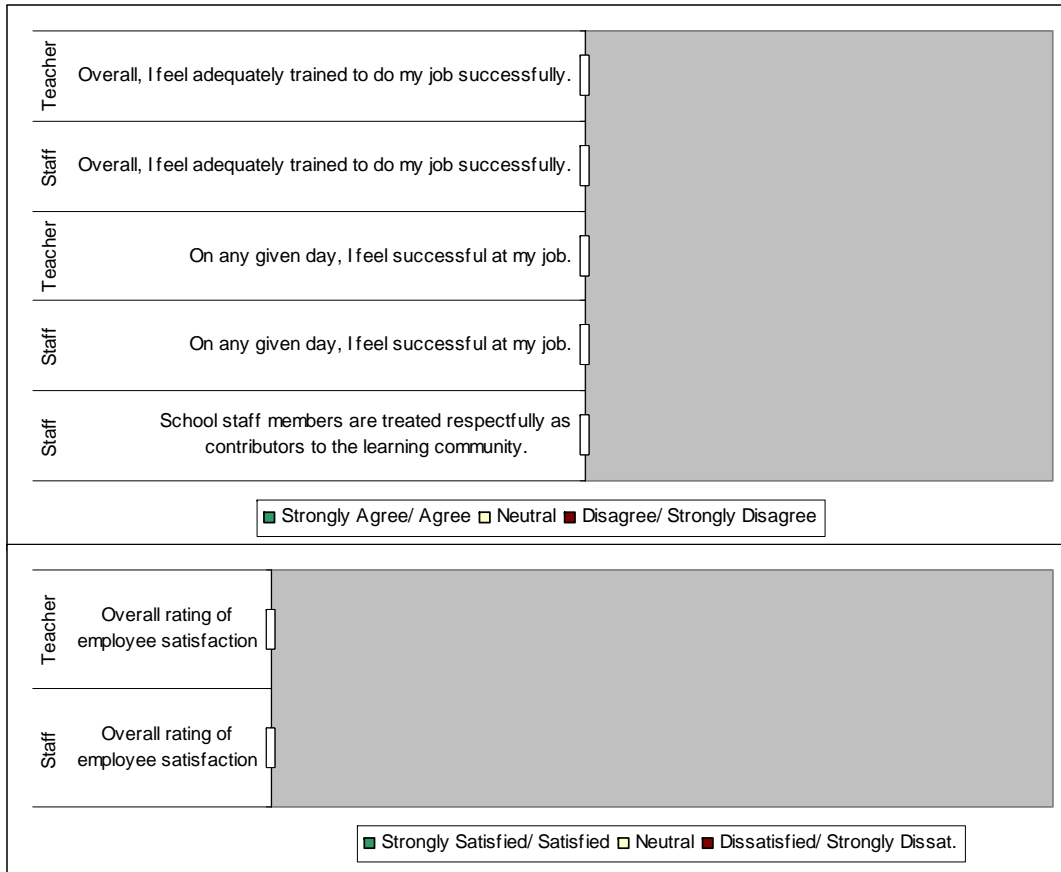 Teacher
Overall, I feel adequately trained to do my job successfully.
Staff
Overall, I feel adequately trained to do my job successfully.
Teacher
On any given day, I feel successful at my job.
Staff
On any given day, I feel successful at my job.
Staff
School staff members are treated respectfully as
contributors to the learning community.
Strongly Agree/ Agree Neutral Disagree/ Strongly Disagree
Teacher
Overall rating of
employee satisfaction
Staff
Overall rating of
employee satisfaction
Strongly Satisfied/ Satisfied Neutral Dissatisfied/ Strongly Dissat.